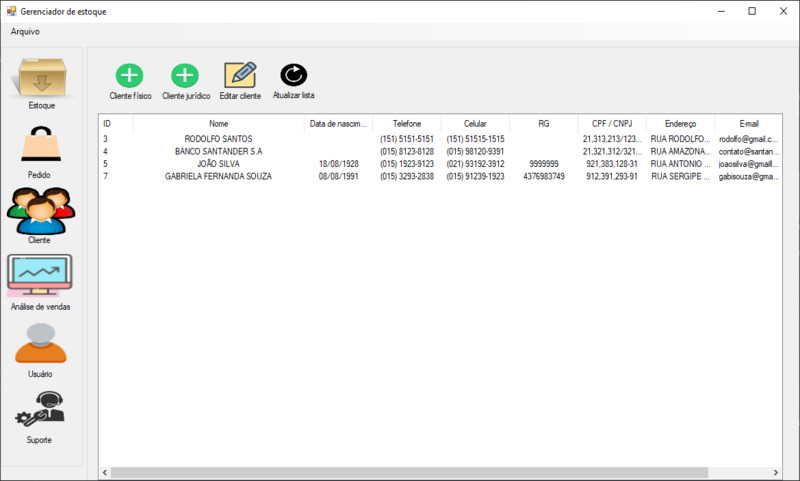 Gerenciador de estoque
Arquivo
Estoque
Pedido
Cliente
Análise de vendas
Usuário
Suporte
Cliente físico Cliente jurídico Editar cliente Atualizar lista
ID Nome Data de nascim... Telefone Celular RG CPF / CNPJ Endereço E-mail
3 RODOLFO SANTOS (151) 5151-5151 (151) 51515-1515 21,313,213/123... RUA RODOLFO... rodolfo@gmail.c...
4 BANCO SANTANDER S.A (015) 8123-8128 (015) 98120-9391 21,321,312/321... RUA AMAZONA... contato@santan...
5 JOÃO SILVA 18/08/1928 (015) 1923-9123 (021) 93192-3912 9999999 921,383,128-31 RUA ANTONIO ... joaosilva@gmaill...
7 GABRIELA FERNANDA SOUZA 08/08/1991 (015) 3293-2838 (015) 91239-1923 4376983749 912,391,293-91 RUA SERGIPE ... gabisouza@gma...